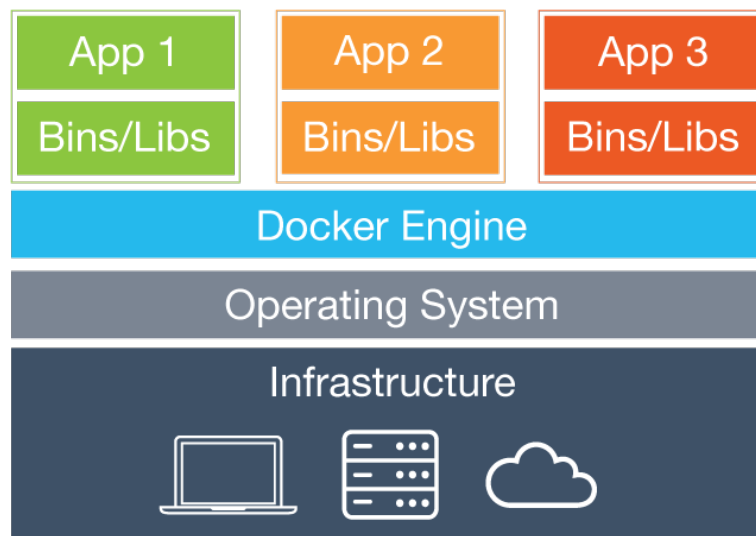 App 1
App 2
App 3
Bins/Libs
Bins/Libs
Bins/Libs
Docker Engine
Operating System
Infrastructure